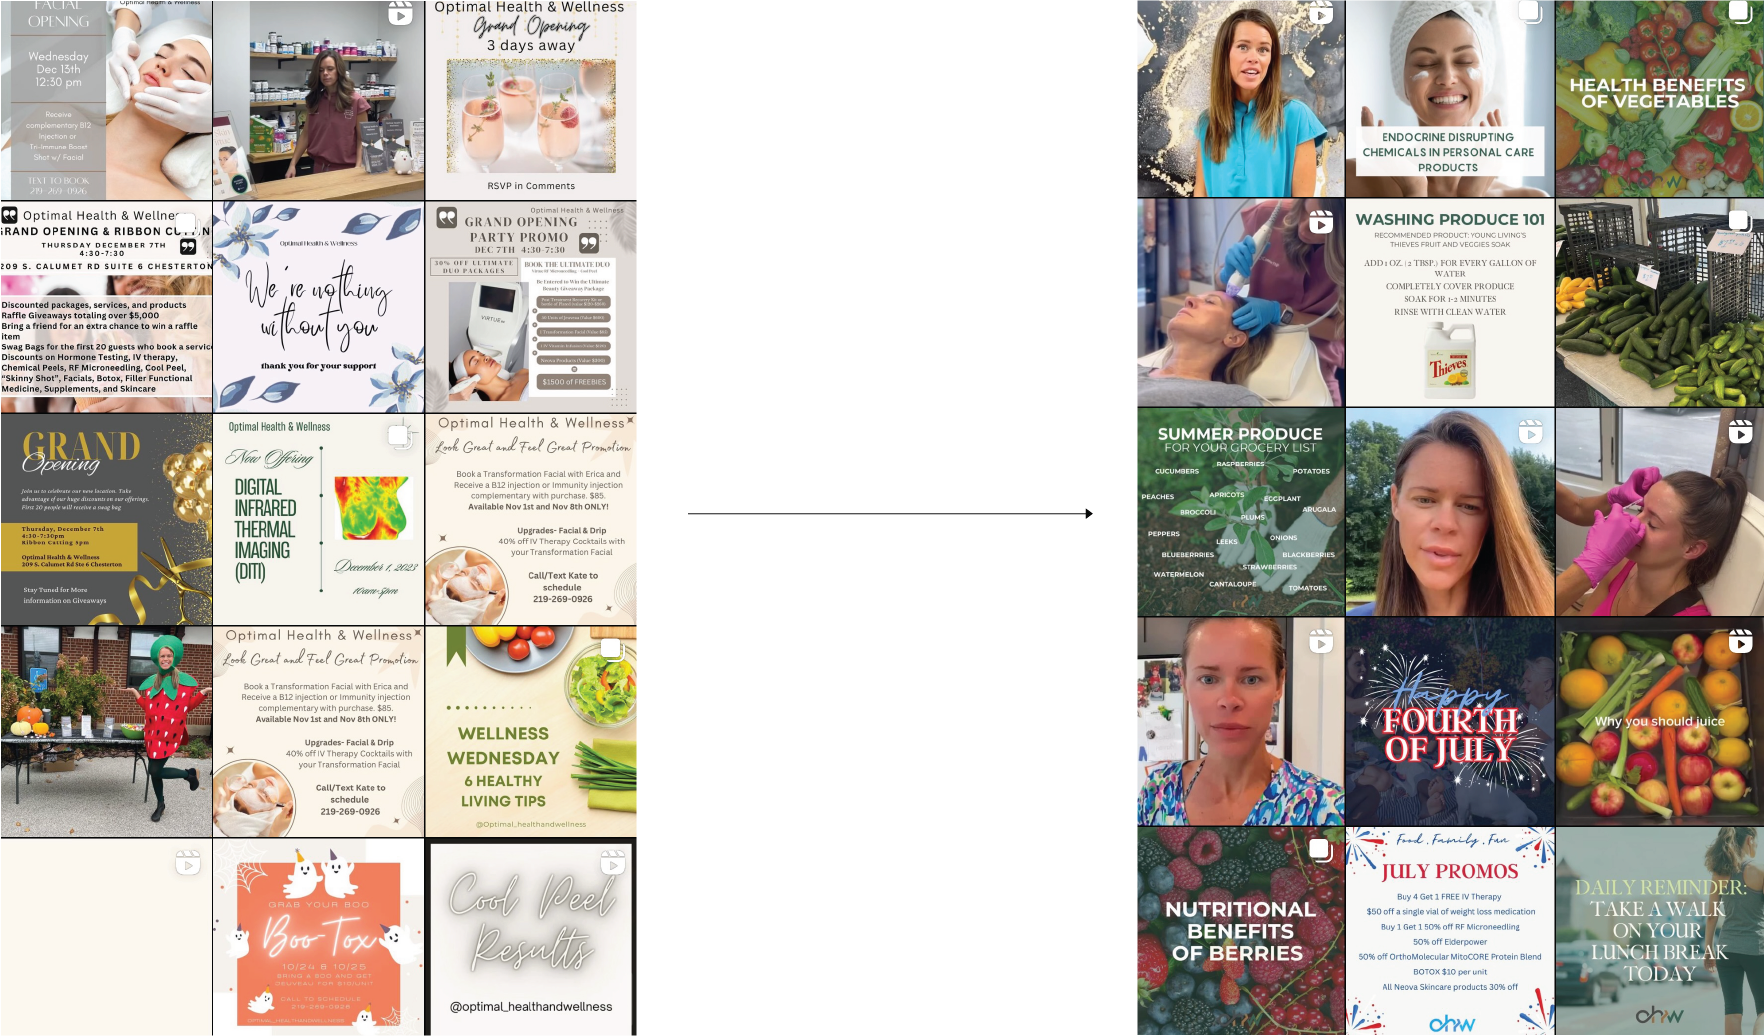 FACIAL
OPENING
Optimal Health & Wellness
Wednesday
Dec 13th
12:30 pm
Receive
complementary B12
Injection or
Tri-Immune Boost
Shot w/ Facial
TEXT TO BOOK
219-269-0926
Optimal Health & Wellness
Grand Opening
3 days away
RSVP in Comments
Optimal Health & Wellness
GRAND OPENING & RIBBON CUTTIN
THURSDAY DECEMBER 7TH
4:30-7:30
209 S. CALUMET RD SUITE 6 CHESTERTON
Discounted packages, services, and products
Raffle Giveaways totaling over $5,000
Bring a friend for an extra chance to win a raffle
item
Swag Bags for the first 20 guests who book a service
Discounts on Hormone Testing, IV therapy,
Chemical Peels, RF Microneedling, Cool Peel,
"Skinny Shot", Facials, Botox, Filler Functional
Medicine, Supplements, and Skincare
Optimal Health & Wellness
We're nothing
without you
thank you for your support
Optimal Health & Wellness
GRAND OPENING
PARTY PROMO
DEC 7TH 4:30-7:30
30% OFF ULTIMATE
DUO PACKAGES
BOOK THE ULTIMATE DUO
Virtue RF Microneedling + Cool Peel
Be Entered to Win the Ultimate
Beauty Giveaway Package
VIRTUE
$1500 of FREEBIES
GRAND
Opening
Join us to celebrate our new location. Take
advantage of our huge discounts on our offerings.
First 20 people will receive a swag bag
Thursday, December 7th
4:30-7:30pm
Ribbon Cutting 5pm
Optimal Health & Wellness
209 S. Calumet Rd Ste 6 Chesterton
Stay Tuned for More
information on Giveaways
Optimal Health & Wellness
Now Offering
DIGITAL
INFRARED
THERMAL
IMAGING
(DITI)
December 1, 2023
10am-5pm
Optimal Health & Wellness
Look Great and Feel Great Promotion
Book a Transformation Facial with Erica and
Receive a B12 injection or Immunity injection
complementary with purchase. $85.
Available Nov 1st and Nov 8th ONLY!
Upgrades- Facial & Drip
40% off IV Therapy Cocktails with
your Transformation Facial
Call/Text Kate to
schedule
219-269-0926
Optimal Health & Wellness
Look Great and Feel Great Promotion
Book a Transformation Facial with Erica and
Receive a B12 injection or Immunity injection
complementary with purchase. $85.
Available Nov 1st and Nov 8th ONLY!
Upgrades- Facial & Drip
40% off IV Therapy Cocktails with
your Transformation Facial
Call/Text Kate to
schedule
219-269-0926
WELLNESS
WEDNESDAY
6 HEALTHY
LIVING TIPS
@Optimal_healthandwellness
GRAB YOUR BOO
Boo-Tox
10/24 & 10/25
BRING A BOO AND GET
CALL TO SCHEDULE
219-269-0926
Cool Peel
Results
@optimal_healthandwellness
ENDOCRINE DISRUPTING
CHEMICALS IN PERSONAL CARE
PRODUCTS
HEALTH BENEFITS
OF VEGETABLES
WASHING PRODUCE 101
RECOMMENDED PRODUCT: YOUNG LIVING'S
THIEVES FRUIT AND VEGGIES SOAK
ADD 1 OZ. (2 TBSP.) FOR EVERY GALLON OF
WATER
COMPLETELY COVER PRODUCE
SOAK FOR 1-2 MINUTES
RINSE WITH CLEAN WATER
Thieves
SUMMER PRODUCE
FOR YOUR GROCERY LIST
RASPBERRIES
CUCUMBERS
POTATOES
PEACHES
APRICOTS
EGGPLANT
BROCCOLI
PLUMS
ARUGALA
PEPPERS
LEEKS
ONIONS
BLUEBERRRIES
BLACKBERRIES
STRAWBERRIES
WATERMELON
CANTALOUPE
TOMATOES
Happy
FOURTH
OF JULY
Why you should juice
NUTRITIONAL
BENEFITS
OF BERRIES
Food, Family, Fun
JULY PROMOS
Buy 4 Get 1 FREE IV Therapy
$50 off a single vial of weight loss medication
Buy 1 Get 1 50% off RF Microneedling
50% off Elderpower
50% off OrthoMolecular MitoCORE Protein Blend
BOTOX $10 per unit
All Neova Skincare products 30% off
ohw
DAILY REMINDER:
TAKE A WALK
ON YOUR
LUNCH BREAK
TODAY
ohw